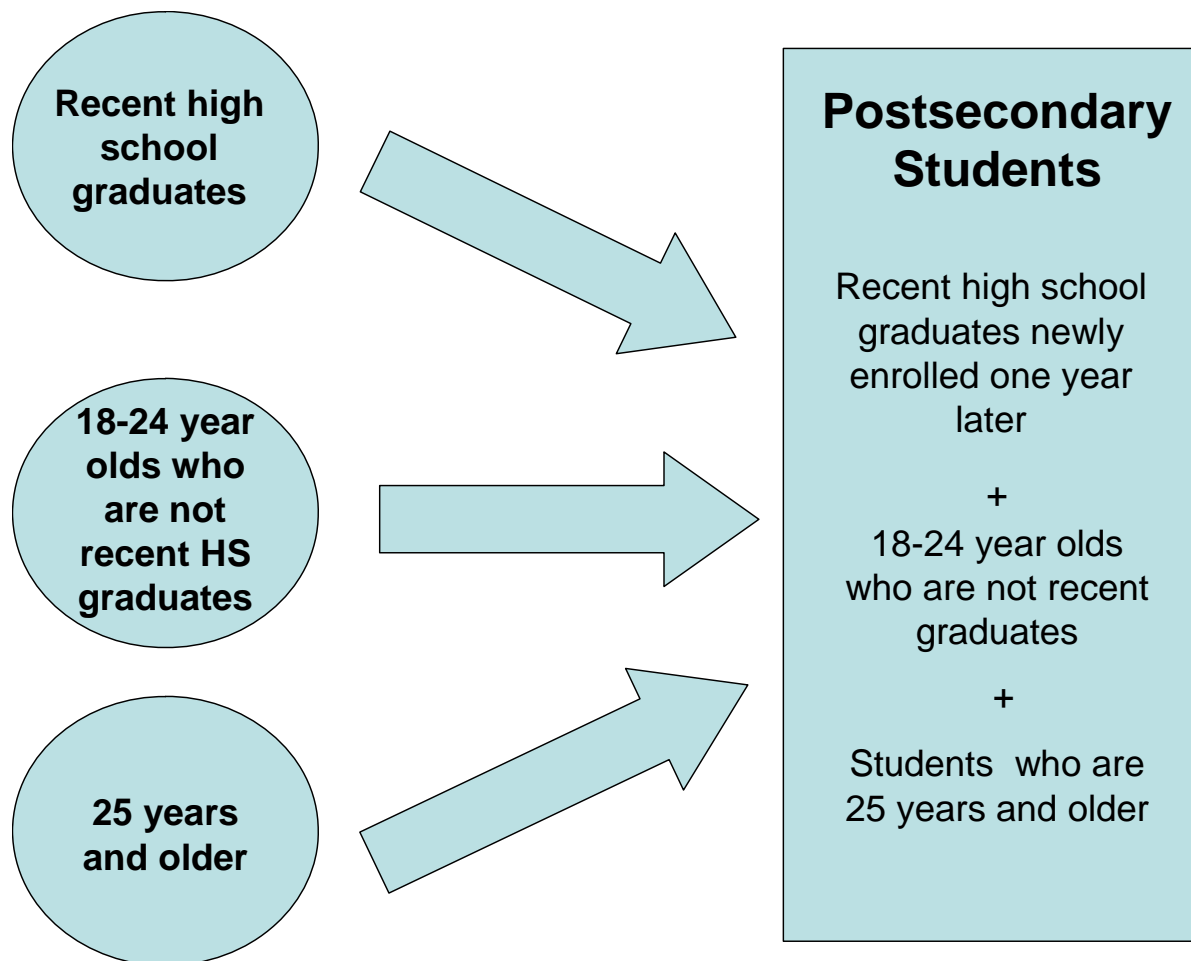 Recent high
school
graduates
18-24 year
olds who
are not
recent HS
graduates
25 years
and older
Postsecondary
Students
Recent high school
graduates newly
enrolled one year
later
+
18-24 year olds
who are not recent
graduates
+
Students who are
25 years and older